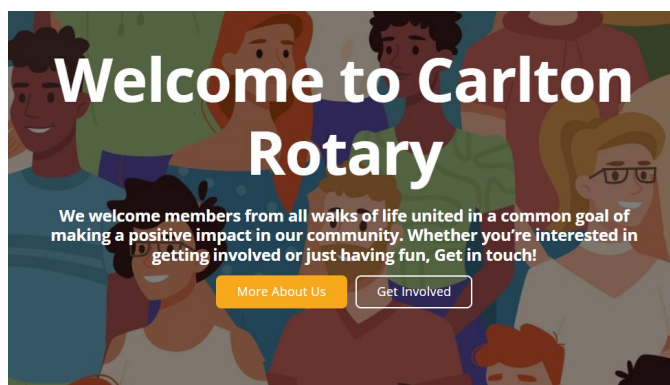 Welcome to Carlton
Rotary
We welcome members from all walks of life united in a common goal of
making a positive impact in our community. Whether you're interested in
getting involved or just having fun, Get in touch!
More About Us
Get Involved